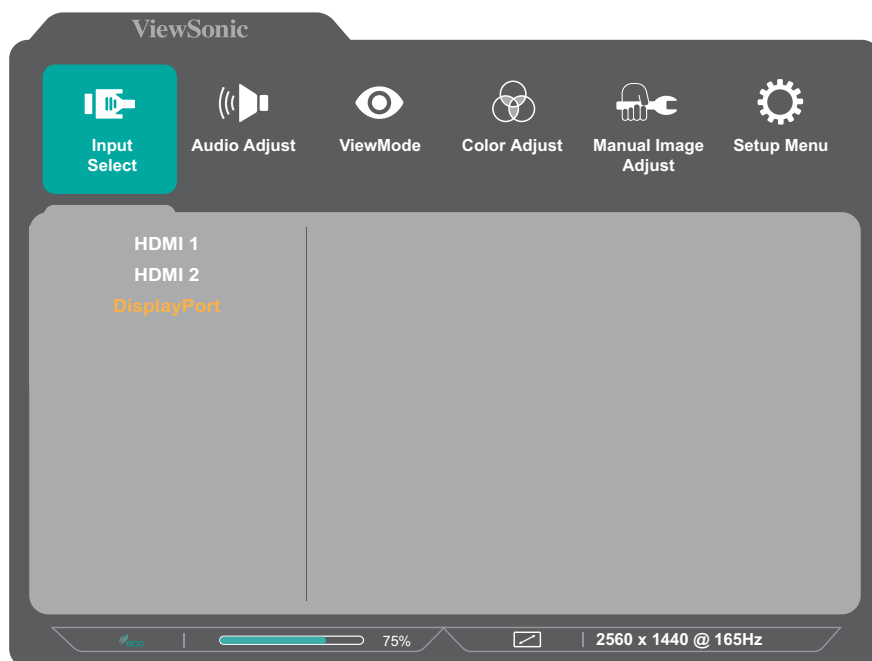 ViewSonic
Input Select
Audio Adjust
ViewMode
Color Adjust
Manual Image Adjust
Setup Menu
HDMI 1
HDMI 2
DisplayPort
eco
75%
2560 x 1440 @ 165Hz